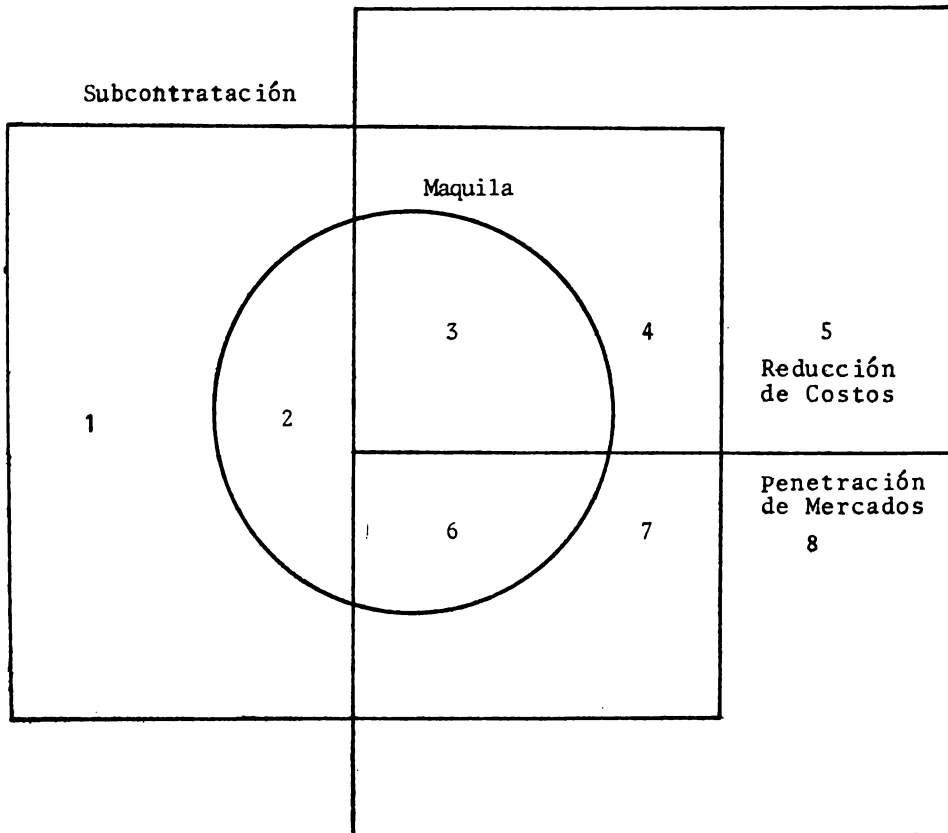 Subcontratación
Maquila
3
4
5
Reducción
de Costos
1
2
Penetración
de Mercados
6
7
8